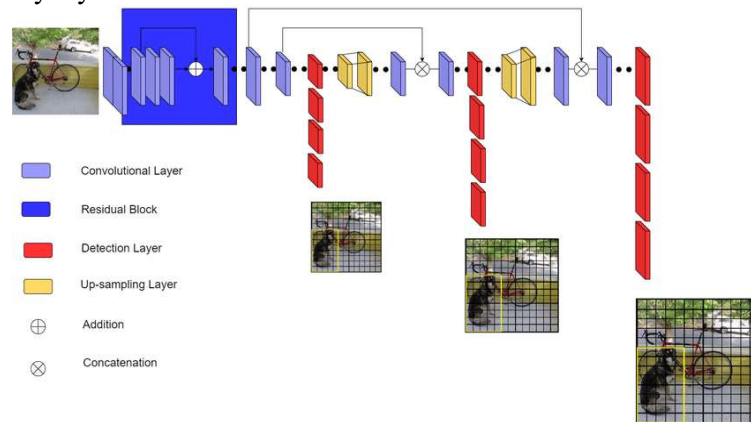 Convolutional Layer
Residual Block
Detection Layer
Up-sampling Layer
Addition
Concatenation